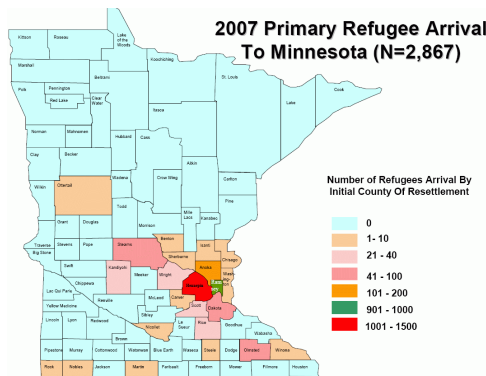 2007 Primary Refugee Arrival
To Minnesota (N=2,867)
Kittson
Roseau
Lake
of the
Woods
Koochiching
Marshall
St. Louis
Cook
Beltrami
Lake
Polk
Pennington
Red Lake
Clear
Water
Itasca
Norman
Mahnomen
Hubbard
Cass
Clay
Becker
Aitkin
Wilkin
Ottertail
Wadena
Crow Wing
Carlton
Pine
Todd
Mille
Lacs
Kanabec
Grant
Douglas
Morrison
Benton
Traverse
Stevens
Pope
Stearns
Isanti
Chisago
Big Stone
Sherburne
Swift
Kandiyohi
Anoka
Wash
Meeker
Wright
Lac Qui Parle
Chippewa
Hennepin
Ram
sey
Renville
McLeod
Carver
Yellow Medicine
Scott
Dakota
Sibley
Lincoln
Lyon
Redwood
Nicollet
Le
Sueur
Rice
Goodhue
Wabasha
Brown
Pipestone
Murray
Cottonwood
Watonwan
Blue Earth
Waseca
Steele
Dodge
Olmsted
Winona
Rock
Nobles
Jackson
Martin
Faribault
Freeborn
Mower
Fillmore
Houston
Number of Refugees Arrival By
Initial County Of Resettlement
0
1- 10
21 - 40
41 - 100
101 - 200
901 - 1000
1001 - 1500